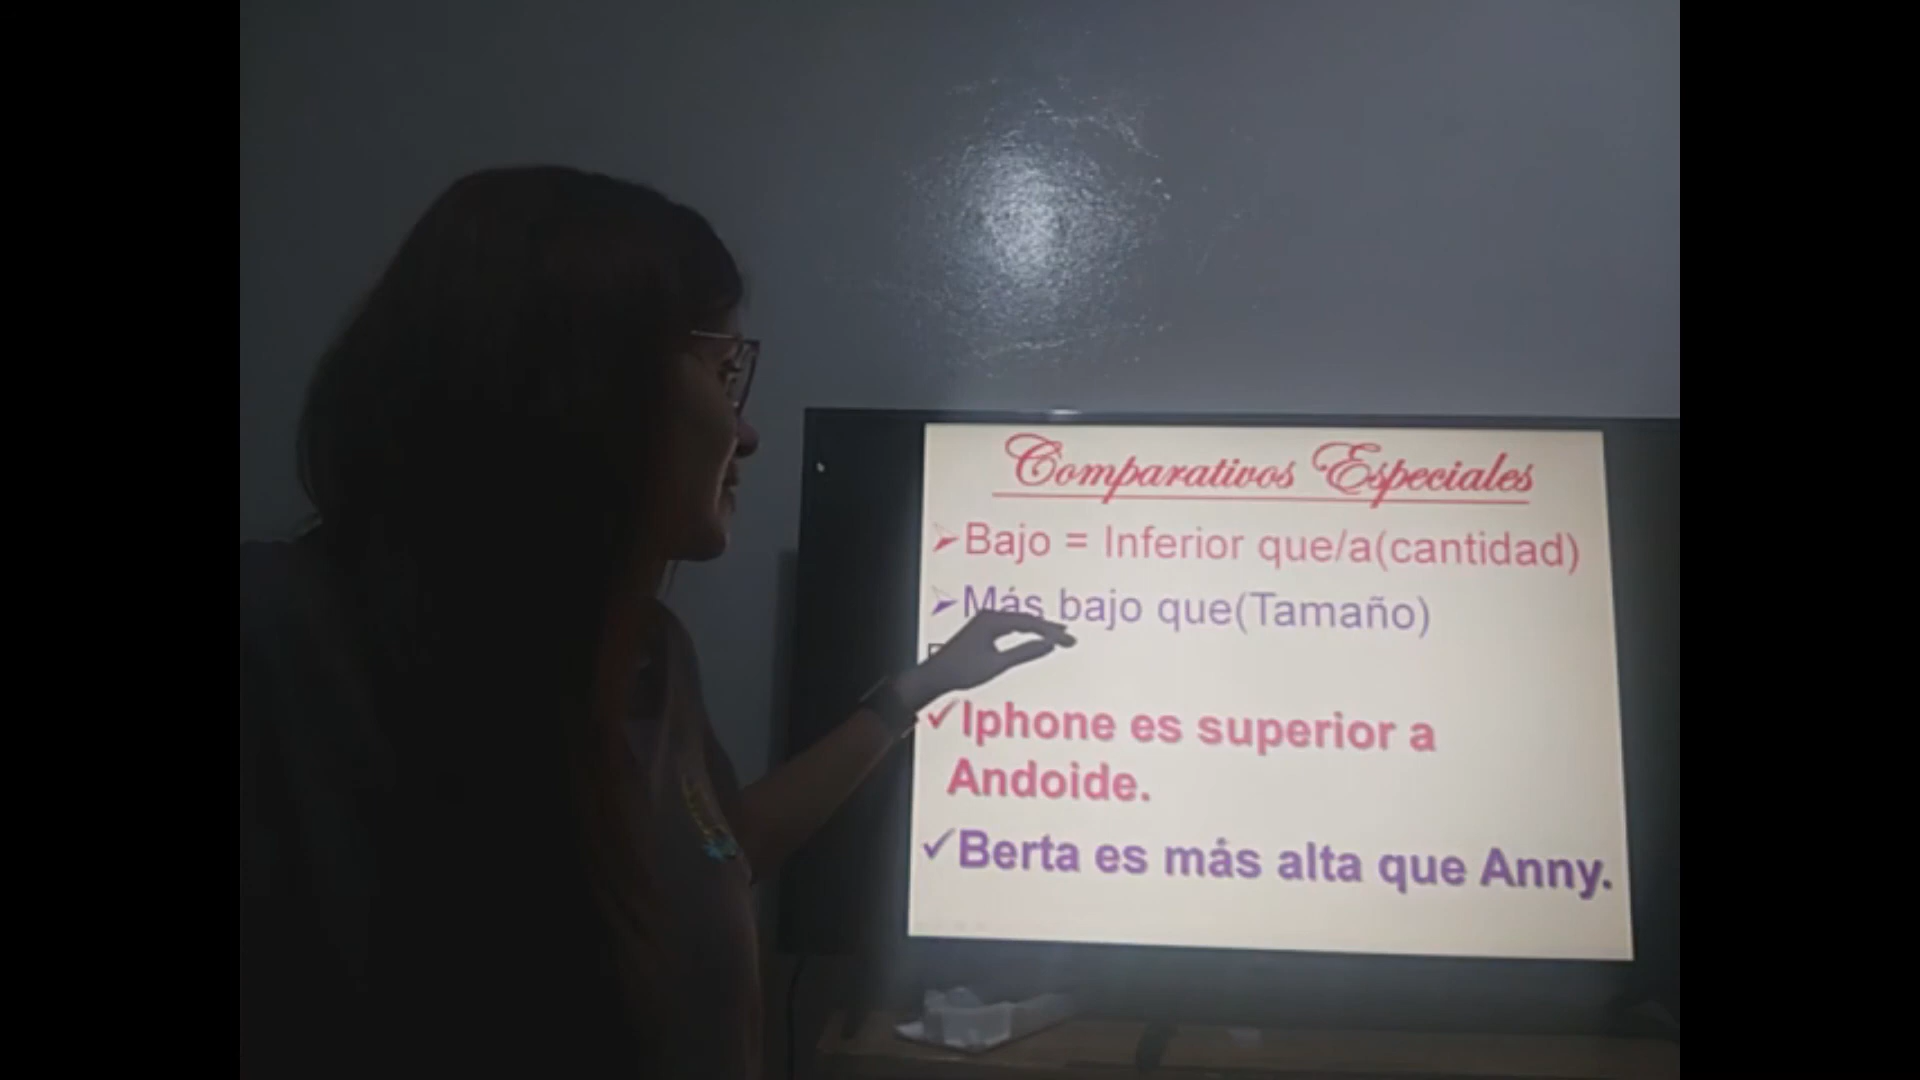 Comparativos Especiales
➢Bajo = Inferior que/a(cantidad)
➢Más bajo que(Tamaño)
✓Iphone es superior a
Andoide.
✓Berta es más alta que Anny.